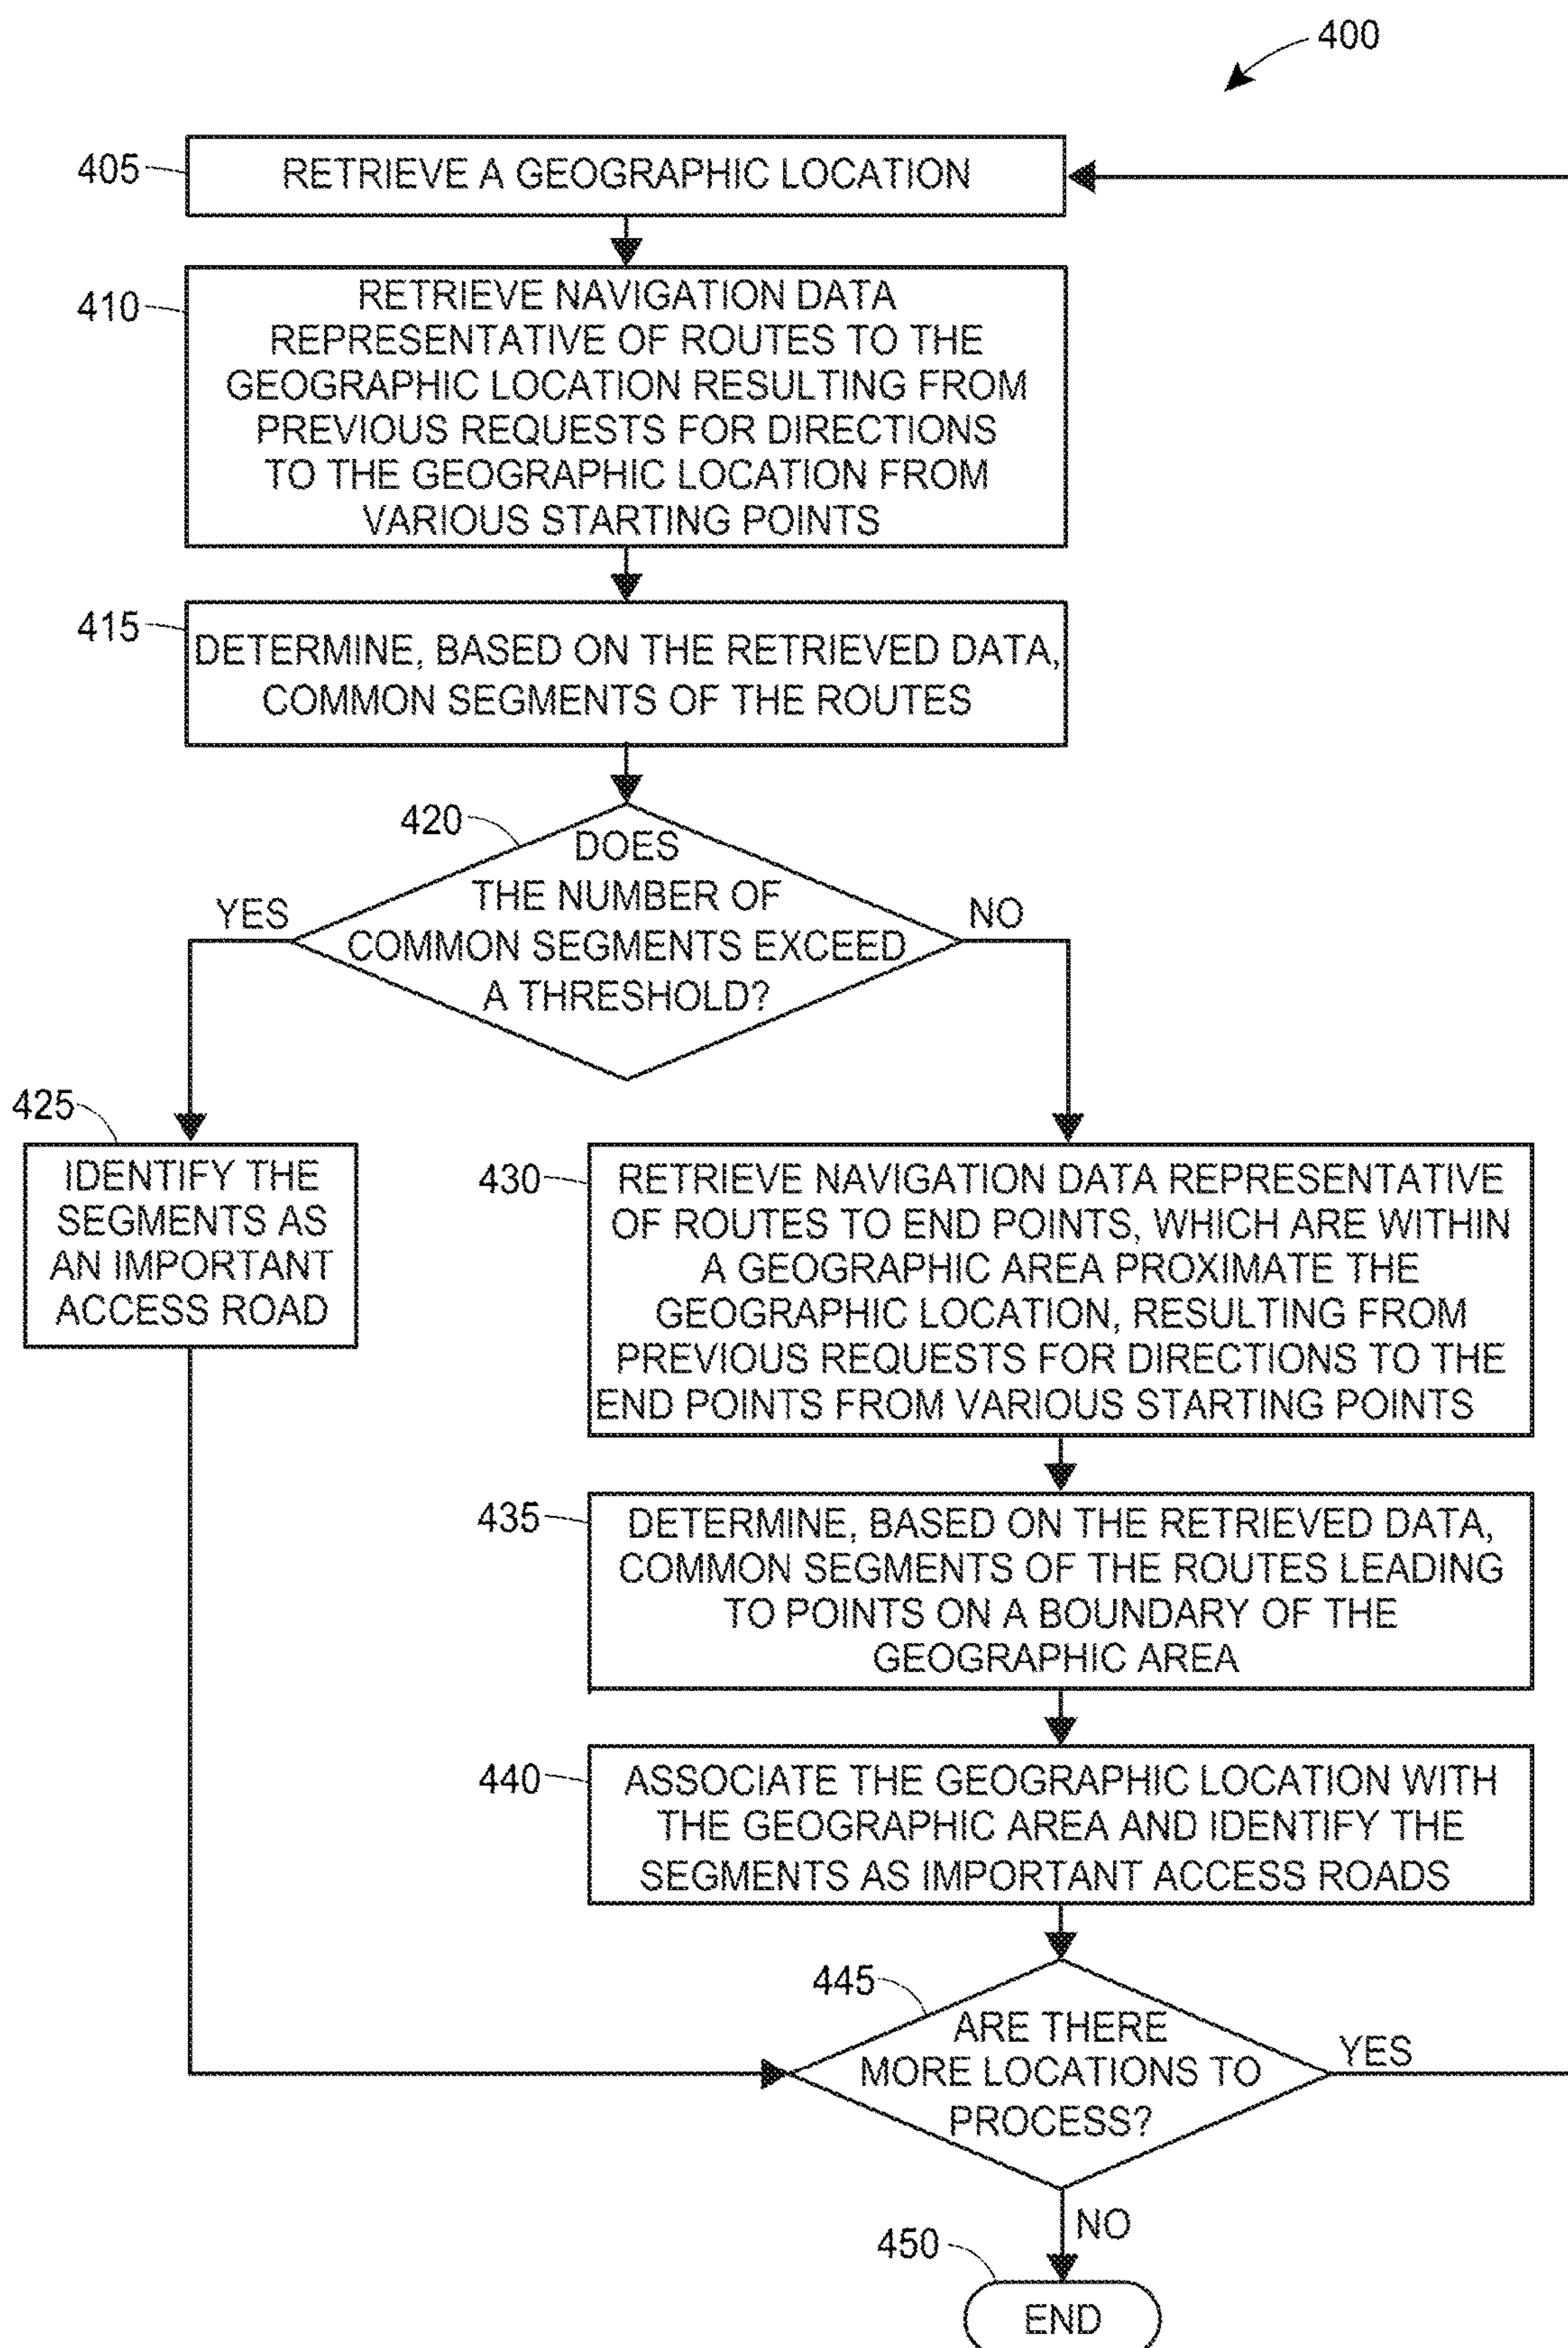 400
405
RETRIEVE A GEOGRAPHIC LOCATION
410
RETRIEVE NAVIGATION DATA
REPRESENTATIVE OF ROUTES TO THE
GEOGRAPHIC LOCATION RESULTING FROM
PREVIOUS REQUESTS FOR DIRECTIONS
TO THE GEOGRAPHIC LOCATION FROM
VARIOUS STARTING POINTS
415
DETERMINE, BASED ON THE RETRIEVED DATA,
COMMON SEGMENTS OF THE ROUTES
420
DOES
THE NUMBER OF
COMMON SEGMENTS EXCEED
A THRESHOLD?
YES
NO
425
IDENTIFY THE
SEGMENTS AS
AN IMPORTANT
ACCESS ROAD
430
RETRIEVE NAVIGATION DATA REPRESENTATIVE
OF ROUTES TO END POINTS, WHICH ARE WITHIN
A GEOGRAPHIC AREA PROXIMATE THE
GEOGRAPHIC LOCATION, RESULTING FROM
PREVIOUS REQUESTS FOR DIRECTIONS TO THE
END POINTS FROM VARIOUS STARTING POINTS
435
DETERMINE, BASED ON THE RETRIEVED DATA,
COMMON SEGMENTS OF THE ROUTES LEADING
TO POINTS ON A BOUNDARY OF THE
GEOGRAPHIC AREA
440
ASSOCIATE THE GEOGRAPHIC LOCATION WITH
THE GEOGRAPHIC AREA AND IDENTIFY THE
SEGMENTS AS IMPORTANT ACCESS ROADS
445
ARE THERE
MORE LOCATIONS TO
PROCESS?
YES
NO
450
END